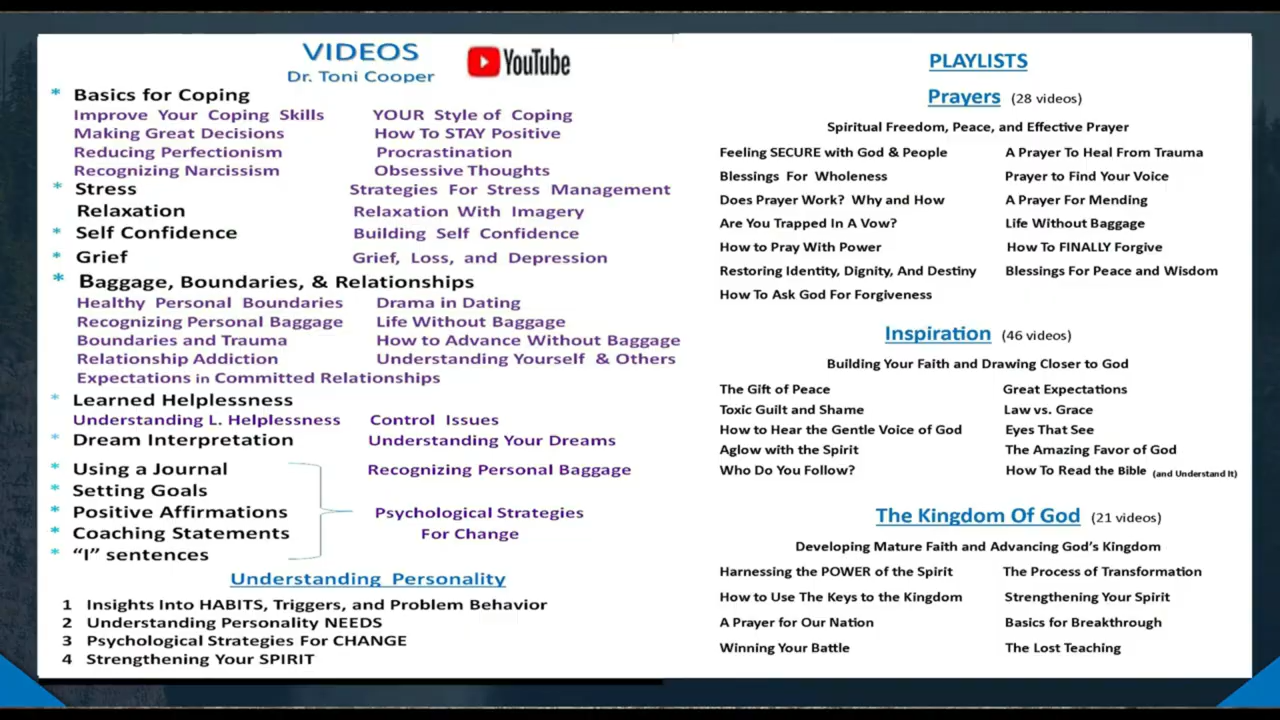 VIDEOS
Dr. Toni Cooper
YouTube
* Basics for Coping
Improve Your Coping Skills YOUR Style of Coping
Making Great Decisions How To STAY Positive
Reducing Perfectionism Procrastination
Recognizing Narcissism Obsessive Thoughts
* Stress Strategies For Stress Management
Relaxation Relaxation With Imagery
* Self Confidence Building Self Confidence
* Grief Grief, Loss, and Depression
* Baggage, Boundaries, & Relationships
Healthy Personal Boundaries Drama in Dating
Recognizing Personal Baggage Life Without Baggage
Boundaries and Trauma How to Advance Without Baggage
Relationship Addiction Understanding Yourself & Others
Expectations in Committed Relationships
* Learned Helplessness
Understanding L. Helplessness Control Issues
* Dream Interpretation Understanding Your Dreams
* Using a Journal Recognizing Personal Baggage
* Setting Goals
* Positive Affirmations Psychological Strategies
* Coaching Statements For Change
* “I” sentences
Understanding Personality
1 Insights Into HABITS, Triggers, and Problem Behavior
2 Understanding Personality NEEDS
3 Psychological Strategies For CHANGE
4 Strengthening Your SPIRIT
PLAYLISTS
Prayers (28 videos)
Spiritual Freedom, Peace, and Effective Prayer
Feeling SECURE with God & People A Prayer To Heal From Trauma
Blessings For Wholeness Prayer to Find Your Voice
Does Prayer Work? Why and How A Prayer For Mending
Are You Trapped In A Vow? Life Without Baggage
How to Pray With Power How To FINALLY Forgive
Restoring Identity, Dignity, And Destiny Blessings For Peace and Wisdom
How To Ask God For Forgiveness
Inspiration (46 videos)
Building Your Faith and Drawing Closer to God
The Gift of Peace Great Expectations
Toxic Guilt and Shame Law vs. Grace
How to Hear the Gentle Voice of God Eyes That See
Aglow with the Spirit The Amazing Favor of God
Who Do You Follow? How To Read the Bible (and Understand It)
The Kingdom Of God (21 videos)
Developing Mature Faith and Advancing God’s Kingdom
Harnessing the POWER of the Spirit The Process of Transformation
How to Use The Keys to the Kingdom Strengthening Your Spirit
A Prayer for Our Nation Basics for Breakthrough
Winning Your Battle The Lost Teaching